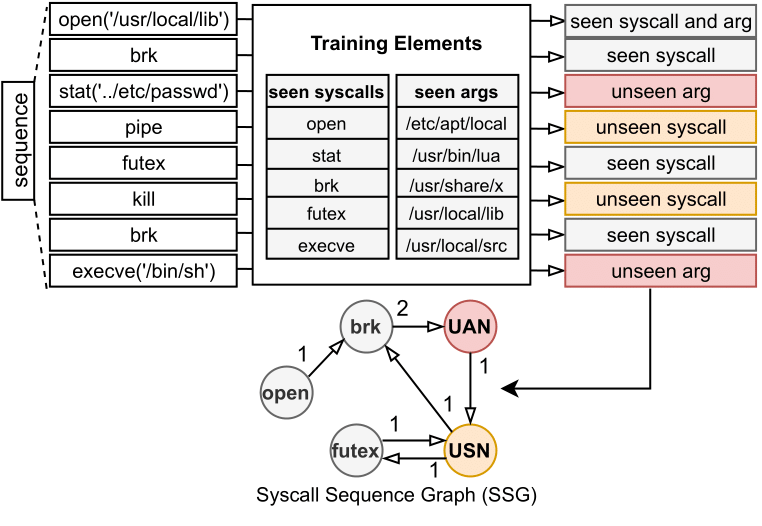 open('/usr/local/lib')
brk
stat('../etc/passwd')
pipe
futex
kill
brk
execve('/bin/sh')
sequence
Training Elements
seen syscalls
open
stat
brk
futex
execve
seen args
/etc/apt/local
/usr/bin/lua
/usr/share/x
/usr/local/lib
/usr/local/src
seen syscall and arg
seen syscall
unseen arg
unseen syscall
seen syscall
unseen syscall
seen syscall
unseen arg
brk
2
UAN
1
1
open
1
1
futex
USN
1
Syscall Sequence Graph (SSG)